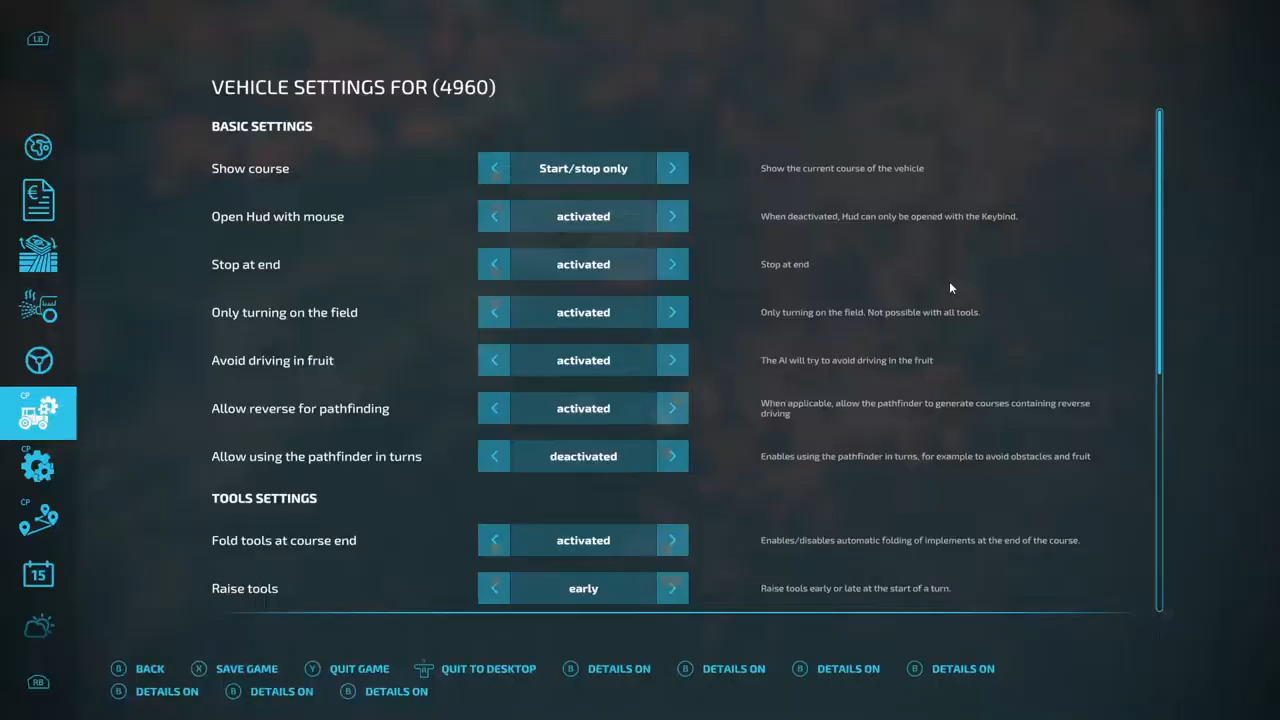 LB
VEHICLE SETTINGS FOR (4960)
BASIC SETTINGS
Show course
Start/stop only
Show the current course of the vehicle
Open Hud with mouse
activated
When deactivated, Hud can only be opened with the Keybind.
Stop at end
activated
Stop at end
Only turning on the field
activated
Only turning on the field. Not possible with all tools.
Avoid driving in fruit
activated
The AI will try to avoid driving in the fruit
CP
Allow reverse for pathfinding
activated
When applicable, allow the pathfinder to generate courses containing reverse
driving
CP
Allow using the pathfinder in turns
deactivated
Enables using the pathfinder in turns, for example to avoid obstacles and fruit
TOOLS SETTINGS
CP
Fold tools at course end
activated
Enables/disables automatic folding of implements at the end of the course.
15
Raise tools
early
Raise tools early or late at the start of a turn.
B BACK X SAVE GAME Y QUIT GAME QUIT TO DESKTOP B DETAILS ON B DETAILS ON B DETAILS ON B DETAILS ON
RB
B DETAILS ON B DETAILS ON B DETAILS ON